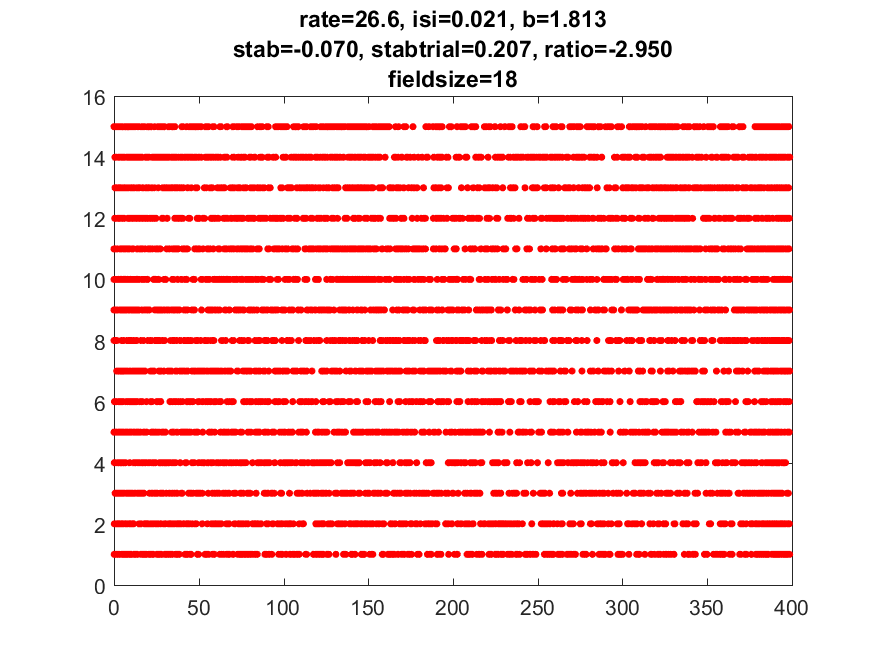 rate=26.6, isi=0.021, b=1.813
stab=-0.070, stabtrial=0.207, ratio=-2.950
fieldsize=18
16
14
12
10
8
6
4
2
0
0 50 100 150 200 250 300 350 400